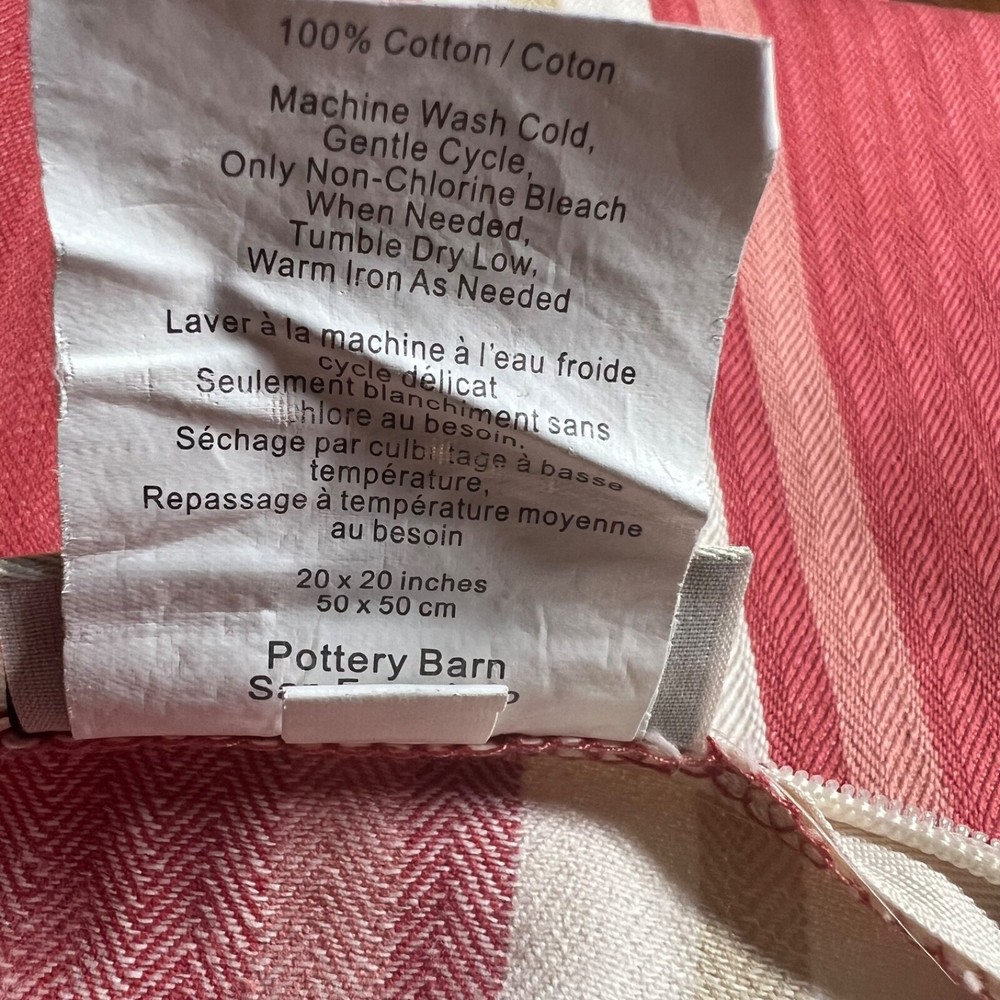 100% Cotton / Coton
Machine Wash Cold,
Gentle Cycle,
Only Non-Chlorine Bleach
When Needed,
Tumble Dry Low,
Warm Iron As Needed
Laver à la machine à l'eau froide
cycle délicat
Seulement blanchiment sans
chlore au besoin.
Séchage par culbutage à basse
température,
Repassage à température moyenne
au besoin
20 x 20 inches
50 x 50 cm
Pottery Barn